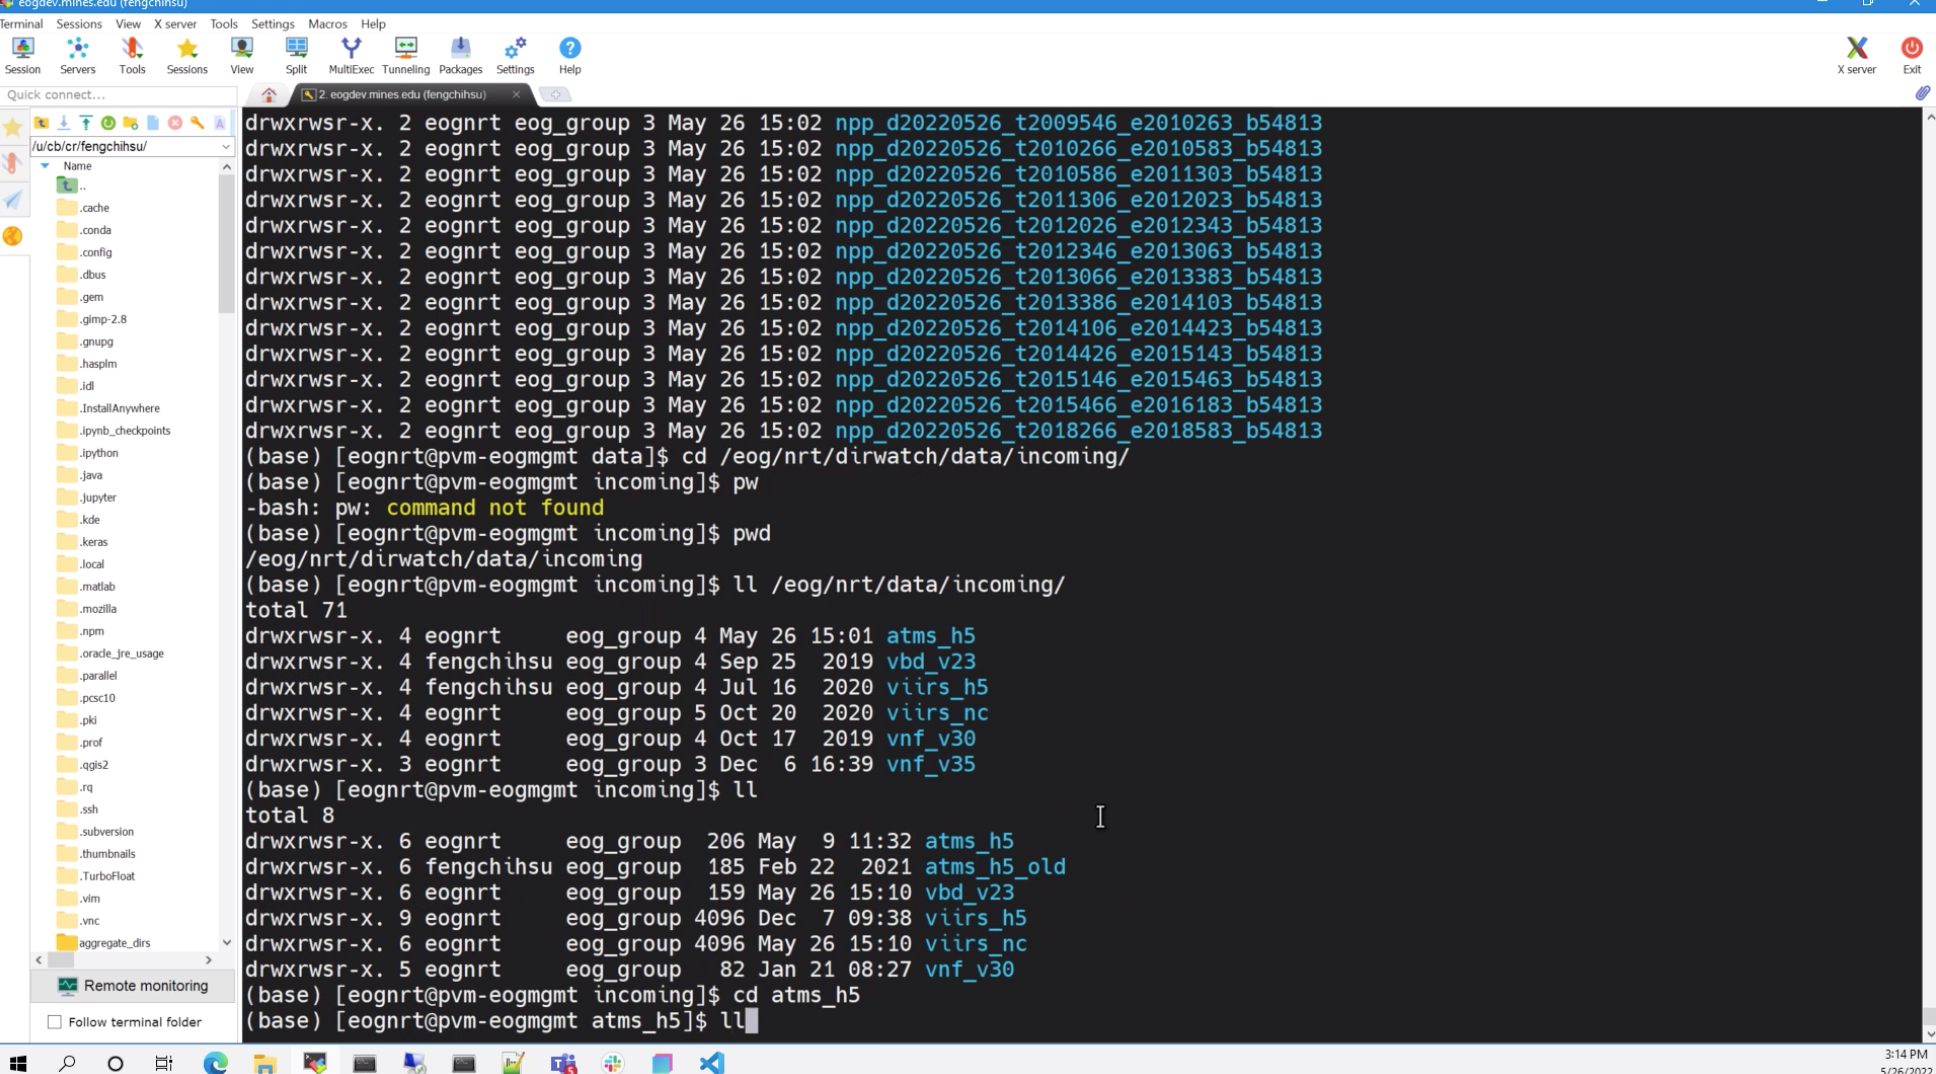 eogdev.mines.edu (fengchihsu)
Terminal Sessions View X server Tools Settings Macros Help
Session Servers Tools Sessions View Split MultiExec Tunneling Packages Settings Help X server Exit
Quick connect...
2. eogdev.mines.edu (fengchihsu)
/u/cb/cr/fengchihsu/
Name
..
.cache
.conda
.config
.dbus
.gem
.gimp-2.8
.gnupg
.hasplm
.idl
.InstallAnywhere
.ipynb_checkpoints
.ipython
.java
.jupyter
.kde
.keras
.local
.matlab
.mozilla
.npm
.oracle_jre_usage
.parallel
.pcsc10
.pki
.prof
.qgis2
.rq
.ssh
.subversion
.thumbnails
.TurboFloat
.vim
.vnc
aggregate_dirs
Remote monitoring
Follow terminal folder
drwxrwsr-x. 2 eognrt eog_group 3 May 26 15:02 npp_d20220526_t2009546_e2010263_b54813
drwxrwsr-x. 2 eognrt eog_group 3 May 26 15:02 npp_d20220526_t2010266_e2010583_b54813
drwxrwsr-x. 2 eognrt eog_group 3 May 26 15:02 npp_d20220526_t2010586_e2011303_b54813
drwxrwsr-x. 2 eognrt eog_group 3 May 26 15:02 npp_d20220526_t2011306_e2012023_b54813
drwxrwsr-x. 2 eognrt eog_group 3 May 26 15:02 npp_d20220526_t2012026_e2012343_b54813
drwxrwsr-x. 2 eognrt eog_group 3 May 26 15:02 npp_d20220526_t2012346_e2013063_b54813
drwxrwsr-x. 2 eognrt eog_group 3 May 26 15:02 npp_d20220526_t2013066_e2013383_b54813
drwxrwsr-x. 2 eognrt eog_group 3 May 26 15:02 npp_d20220526_t2013386_e2014103_b54813
drwxrwsr-x. 2 eognrt eog_group 3 May 26 15:02 npp_d20220526_t2014106_e2014423_b54813
drwxrwsr-x. 2 eognrt eog_group 3 May 26 15:02 npp_d20220526_t2014426_e2015143_b54813
drwxrwsr-x. 2 eognrt eog_group 3 May 26 15:02 npp_d20220526_t2015146_e2015463_b54813
drwxrwsr-x. 2 eognrt eog_group 3 May 26 15:02 npp_d20220526_t2015466_e2016183_b54813
drwxrwsr-x. 2 eognrt eog_group 3 May 26 15:02 npp_d20220526_t2018266_e2018583_b54813
(base) [eognrt@pvm-eogmgmt data]$ cd /eog/nrt/dirwatch/data/incoming/
(base) [eognrt@pvm-eogmgmt incoming]$ pw
-bash: pw: command not found
(base) [eognrt@pvm-eogmgmt incoming]$ pwd
/eog/nrt/dirwatch/data/incoming
(base) [eognrt@pvm-eogmgmt incoming]$ ll /eog/nrt/data/incoming/
total 71
drwxrwsr-x. 4 eognrt eog_group 4 May 26 15:01 atms_h5
drwxrwsr-x. 4 fengchihsu eog_group 4 Sep 25 2019 vbd_v23
drwxrwsr-x. 4 fengchihsu eog_group 4 Jul 16 2020 viirs_h5
drwxrwsr-x. 4 eognrt eog_group 5 Oct 20 2020 viirs_nc
drwxrwsr-x. 4 eognrt eog_group 4 Oct 17 2019 vnf_v30
drwxrwsr-x. 3 eognrt eog_group 3 Dec 6 16:39 vnf_v35
(base) [eognrt@pvm-eogmgmt incoming]$ ll
total 8
drwxrwsr-x. 6 eognrt eog_group 206 May 9 11:32 atms_h5
drwxrwsr-x. 6 fengchihsu eog_group 185 Feb 22 2021 atms_h5_old
drwxrwsr-x. 6 eognrt eog_group 159 May 26 15:10 vbd_v23
drwxrwsr-x. 9 eognrt eog_group 4096 Dec 7 09:38 viirs_h5
drwxrwsr-x. 6 eognrt eog_group 4096 May 26 15:10 viirs_nc
drwxrwsr-x. 5 eognrt eog_group 82 Jan 21 08:27 vnf_v30
(base) [eognrt@pvm-eogmgmt incoming]$ cd atms_h5
(base) [eognrt@pvm-eogmgmt atms_h5]$ ll
3:14 PM
5/26/2022